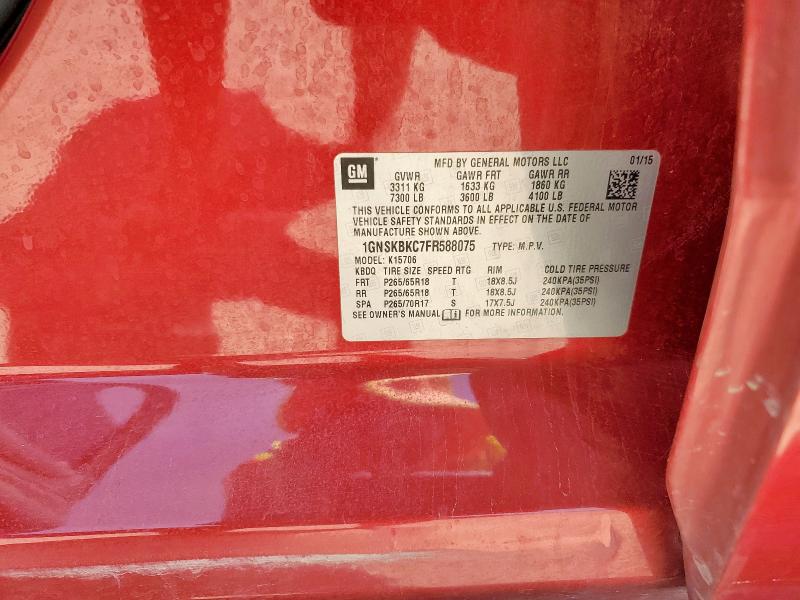 GM MFD BY GENERAL MOTORS LLC 01/15
GVWR GAWR FRT GAWR RR
3311 KG 1633 KG 1860 KG
7300 LB 3600 LB 4100 LB
THIS VEHICLE CONFORMS TO ALL APPLICABLE U.S. FEDERAL MOTOR
VEHICLE SAFETY STANDARDS IN EFFECT ON THE DATE OF
MANUFACTURE SHOWN ABOVE.
1GNSKBKC7FR588075 TYPE: M.P.V.
MODEL: K15706
KBDQ TIRE SIZE SPEED RTG RIM COLD TIRE PRESSURE
FRT P265/65R18 T 18X8.5J 240KPA(35PSI)
RR P265/65R18 T 18X8.5J 240KPA(35PSI)
SPA P265/70R17 S 17X7.5J 240KPA(35PSI)
SEE OWNER'S MANUAL FOR MORE INFORMATION.